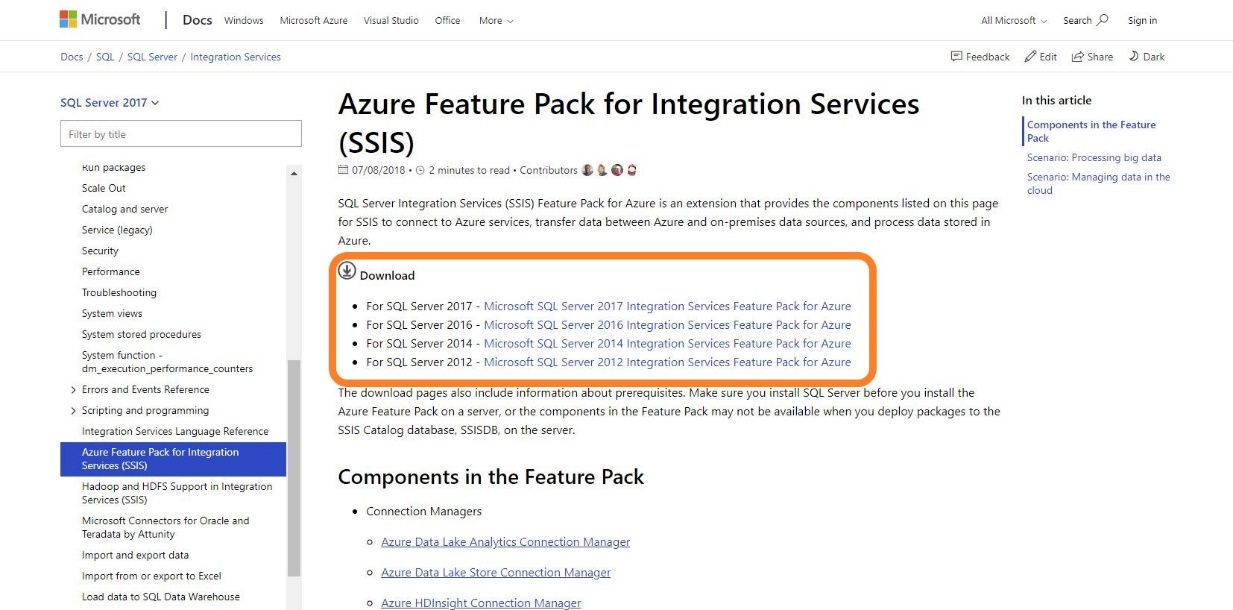 Microsoft | Docs Windows Microsoft Azure Visual Studio Office More All Microsoft Search Sign in
Docs / SQL / SQL Server / Integration Services Feedback Edit Share Dark
SQL Server 2017
Filter by title
Run packages
Scale Out
Catalog and server
Service (legacy)
Security
Performance
Troubleshooting
System views
System stored procedures
System function -
dm_execution_performance_counters
Errors and Events Reference
Scripting and programming
Integration Services Language Reference
Azure Feature Pack for Integration
Services (SSIS)
Hadoop and HDFS Support in Integration
Services (SSIS)
Microsoft Connectors for Oracle and
Teradata by Attunity
Import and export data
Import from or export to Excel
Load data to SQL Data Warehouse
Azure Feature Pack for Integration Services
(SSIS)
07/08/2018 • 2 minutes to read • Contributors
SQL Server Integration Services (SSIS) Feature Pack for Azure is an extension that provides the components listed on this page
for SSIS to connect to Azure services, transfer data between Azure and on-premises data sources, and process data stored in
Azure.
Download
• For SQL Server 2017 - Microsoft SQL Server 2017 Integration Services Feature Pack for Azure
• For SQL Server 2016 - Microsoft SQL Server 2016 Integration Services Feature Pack for Azure
• For SQL Server 2014 - Microsoft SQL Server 2014 Integration Services Feature Pack for Azure
• For SQL Server 2012 - Microsoft SQL Server 2012 Integration Services Feature Pack for Azure
The download pages also include information about prerequisites. Make sure you install SQL Server before you install the
Azure Feature Pack on a server, or the components in the Feature Pack may not be available when you deploy packages to the
SSIS Catalog database, SSISDB, on the server.
Components in the Feature Pack
• Connection Managers
Azure Data Lake Analytics Connection Manager
Azure Data Lake Store Connection Manager
Azure HDInsight Connection Manager
In this article
Components in the Feature
Pack
Scenario: Processing big data
Scenario: Managing data in the
cloud